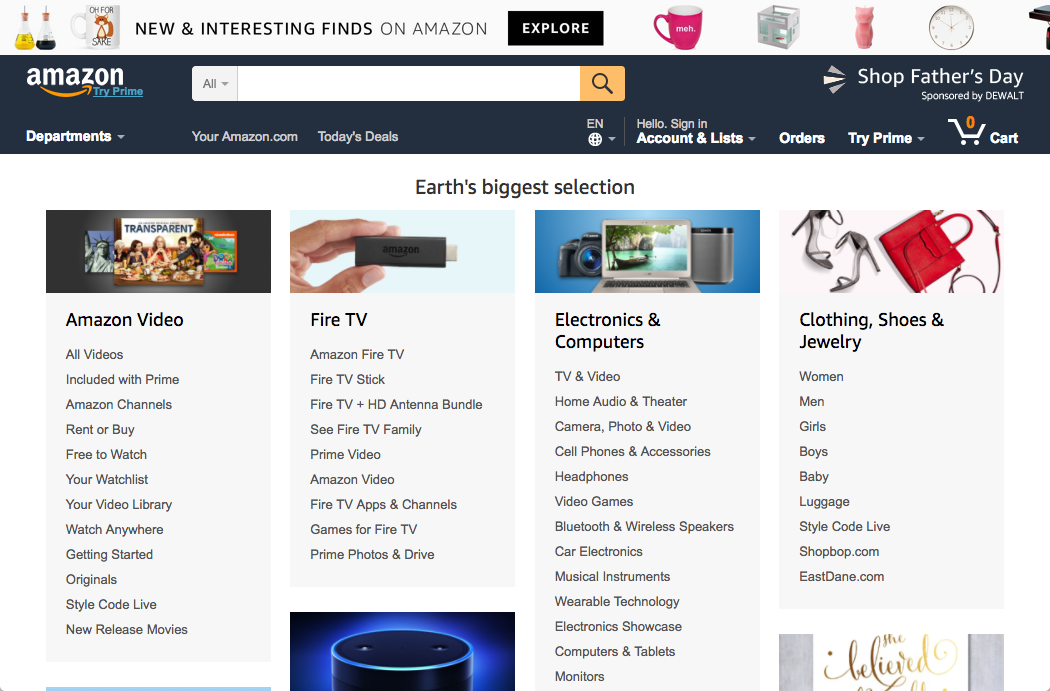 OH FOR
SAKE
NEW & INTERESTING FINDS ON AMAZON
EXPLORE
meh.
amazon
Try Prime
All
Shop Father's Day
Sponsored by DEWALT
Departments
Your Amazon.com
Today's Deals
EN
Hello. Sign in
Account & Lists
Orders
Try Prime
0
Cart
Earth's biggest selection
TRANSPARENT
Amazon Video
All Videos
Included with Prime
Amazon Channels
Rent or Buy
Free to Watch
Your Watchlist
Your Video Library
Watch Anywhere
Getting Started
Originals
Style Code Live
New Release Movies
amazon
Fire TV
Amazon Fire TV
Fire TV Stick
Fire TV + HD Antenna Bundle
See Fire TV Family
Prime Video
Amazon Video
Fire TV Apps & Channels
Games for Fire TV
Prime Photos & Drive
Electronics &
Computers
TV & Video
Home Audio & Theater
Camera, Photo & Video
Cell Phones & Accessories
Headphones
Video Games
Bluetooth & Wireless Speakers
Car Electronics
Musical Instruments
Wearable Technology
Electronics Showcase
Computers & Tablets
Monitors
Clothing, Shoes &
Jewelry
Women
Men
Girls
Boys
Baby
Luggage
Style Code Live
Shopbop.com
EastDane.com
she
believed